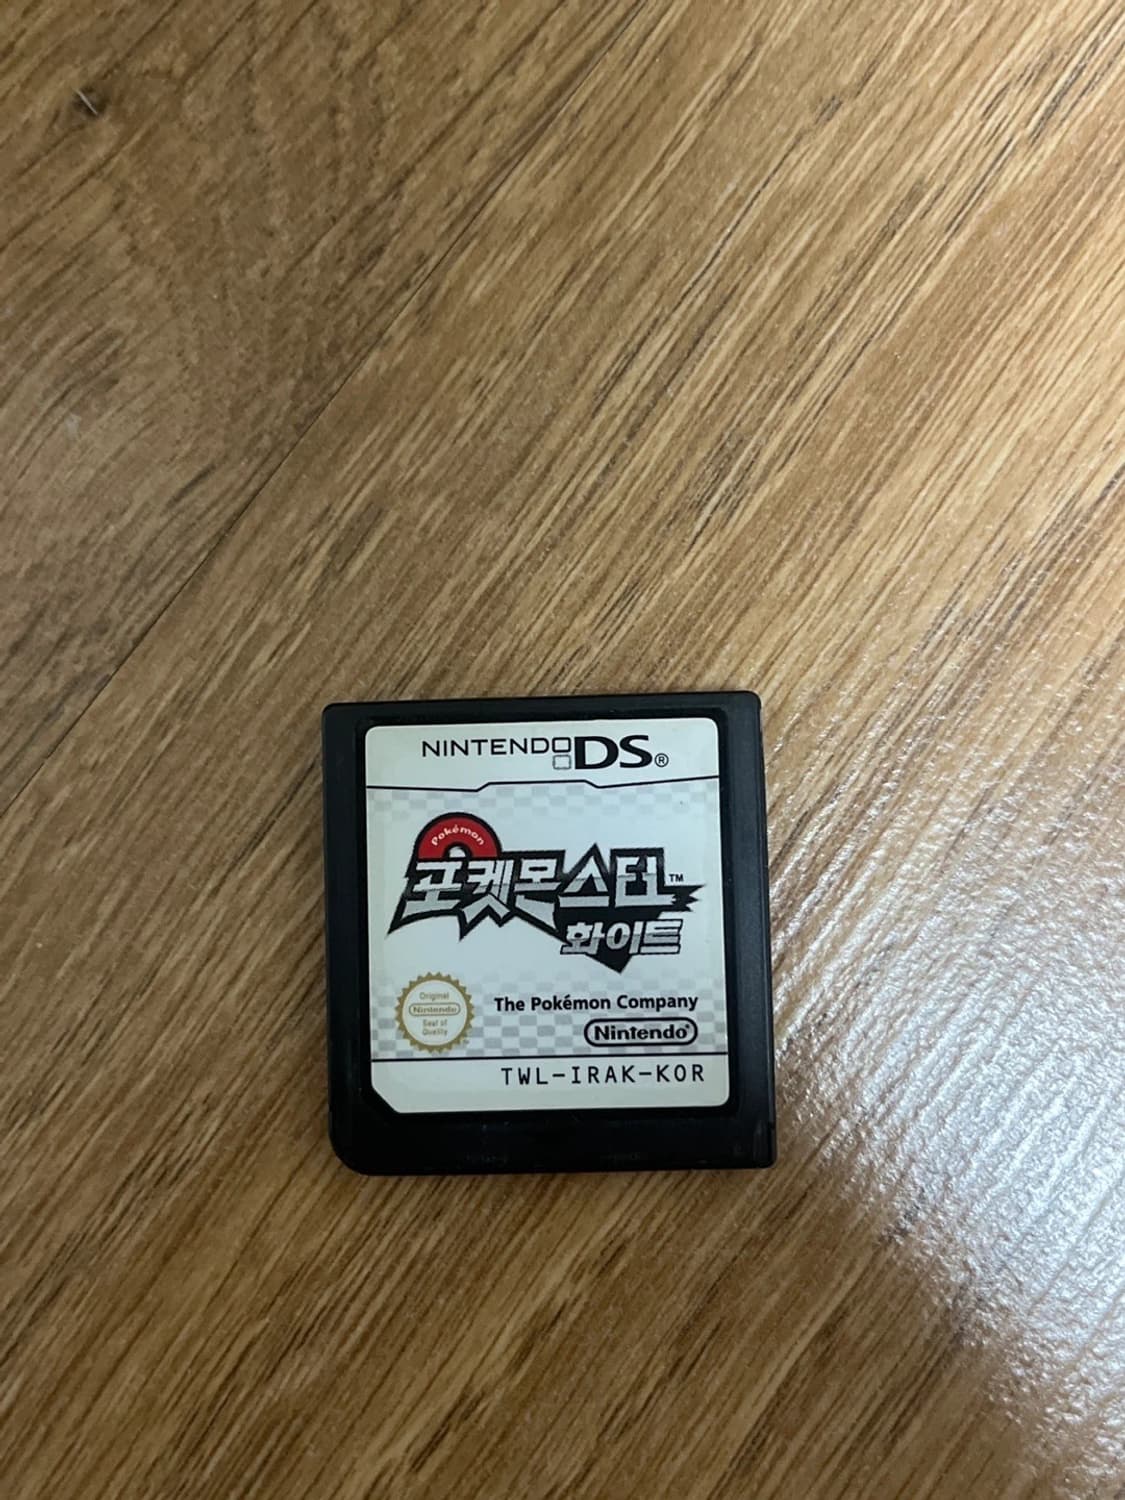 NINTENDO DS®
Pokémon
포켓몬스터™
화이트
Original
Nintendo
Seal of
Quality
The Pokémon Company
Nintendo®
TWL-IRAK-KOR